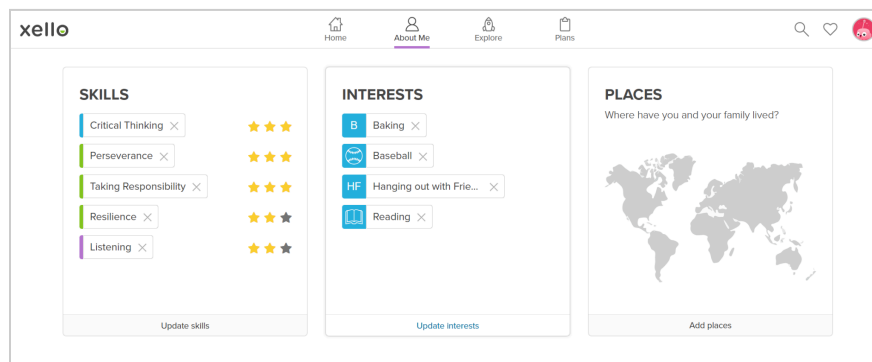 xello
Home
About Me
Explore
Plans
SKILLS
Critical Thinking
Perseverance
Taking Responsibility
Resilience
Listening
Update skills
INTERESTS
B Baking
Baseball
HF Hanging out with Frie...
Reading
Update interests
PLACES
Where have you and your family lived?
Add places